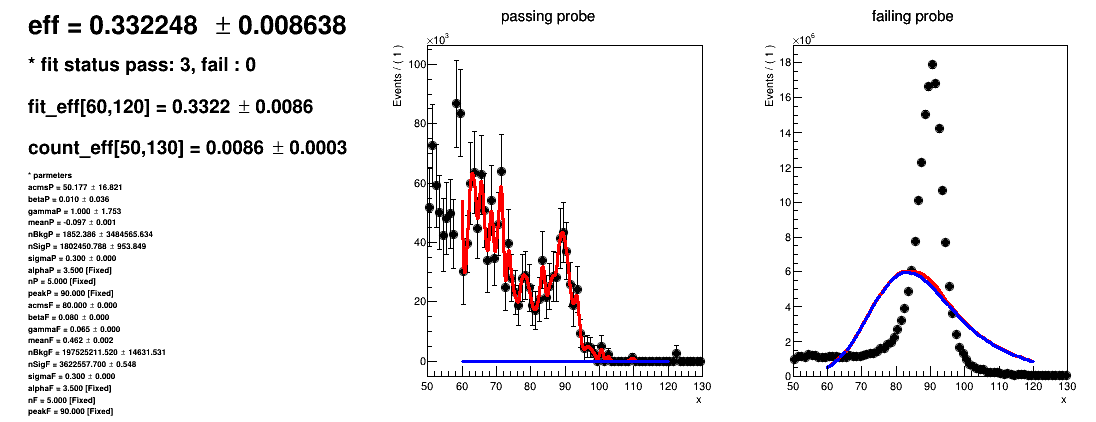 eff = 0.332248 ± 0.008638
* fit status pass: 3, fail : 0
fit_eff[60,120] = 0.3322 ± 0.0086
count_eff[50,130] = 0.0086 ± 0.0003
* parmeters
acmsP = 50.177 ± 16.821
betaP = 0.010 ± 0.036
gammaP = 1.000 ± 1.753
meanP = -0.097 ± 0.001
nBkgP = 1852.386 ± 3484565.634
nSigP = 1802450.788 ± 953.849
sigmaP = 0.300 ± 0.000
alphaP = 3.500 [Fixed]
nP = 5.000 [Fixed]
peakP = 90.000 [Fixed]
acmsF = 80.000 ± 0.000
betaF = 0.080 ± 0.000
gammaF = 0.065 ± 0.000
meanF = 0.462 ± 0.002
nBkgF = 197525211.520 ± 14631.531
nSigF = 3622557.700 ± 0.548
sigmaF = 0.300 ± 0.000
alphaF = 3.500 [Fixed]
nF = 5.000 [Fixed]
peakF = 90.000 [Fixed]
passing probe
×10³
Events / ( 1 )
100
80
60
40
20
0
50 60 70 80 90 100 110 120 130
x
failing probe
×10⁶
Events / ( 1 )
18
16
14
12
10
8
6
4
2
0
50 60 70 80 90 100 110 120 130
x